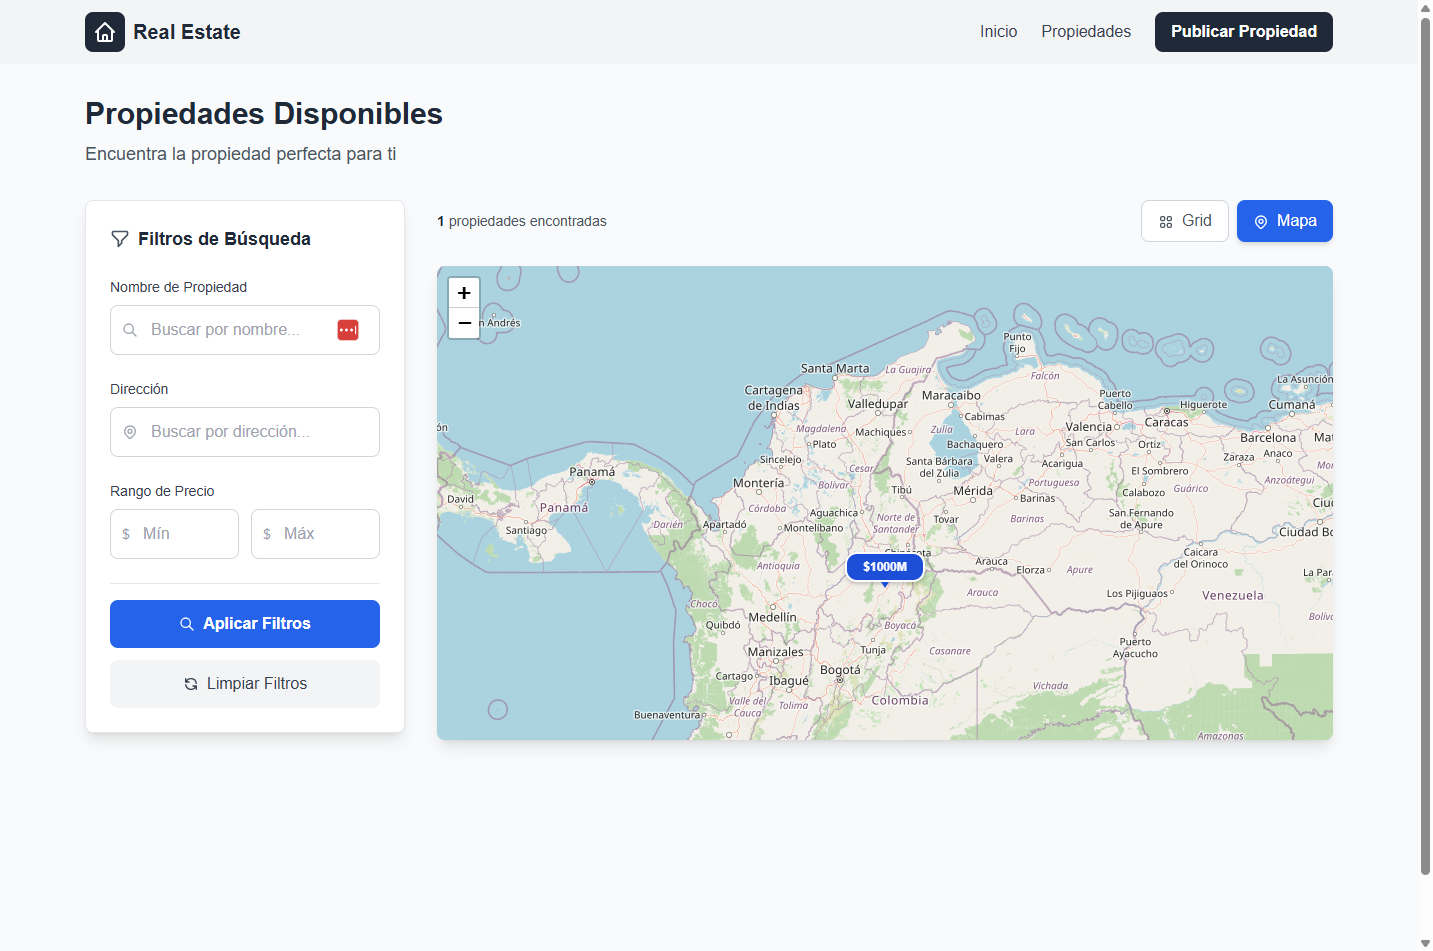 Real Estate
Inicio
Propiedades
Publicar Propiedad
Propiedades Disponibles
Encuentra la propiedad perfecta para ti
Filtros de Búsqueda
Nombre de Propiedad
Buscar por nombre...
Dirección
Buscar por dirección...
Rango de Precio
$ Mín
$ Máx
Aplicar Filtros
Limpiar Filtros
1 propiedades encontradas
Grid
Mapa
+
−
n Andrés
Punto
Fijo
Santa Marta
La Guajira
Falcón
La Asunción
Cartagena
de Indias
Valledupar
Maracaibo
Puerto
Cabello
Higuerote
Cumaná
Cabimas
Caracas
Magdalena
Machiques
Zulia
Lara
Valencia
ón
Plato
Bachaquero
San Carlos
Ortiz
Barcelona
Mat
Sincelejo
Cesar
Santa Bárbara
del Zulia
Valera
Acarigua
Zaraza
Anaco
Mon
Panamá
Montería
Bolívar
Tibú
Mérida
Portuguesa
El Sombrero
Anzoátegui
David
Panamá
Córdoba
Aguachica
Barinas
Calabozo
Guárico
Ciud
Santiago
Darién
Apartadó
Montelíbano
Norte de
Santander
Tovar
Barinas
San Fernando
de Apure
Ciudad Bo
Chinácota
$1000M
Antioquia
Arauca
Elorza
Apure
Caicara
del Orinoco
La Par
Chocó
Arauca
Los Pijiguaos
Venezuela
Quibdó
Medellín
Boyacá
Bolíva
Manizales
Tunja
Casanare
Puerto
Ayacucho
Cartago
Ibagué
Bogotá
Vichada
Buenaventura
Valle del
Cauca
Tolima
Colombia
Amazonas